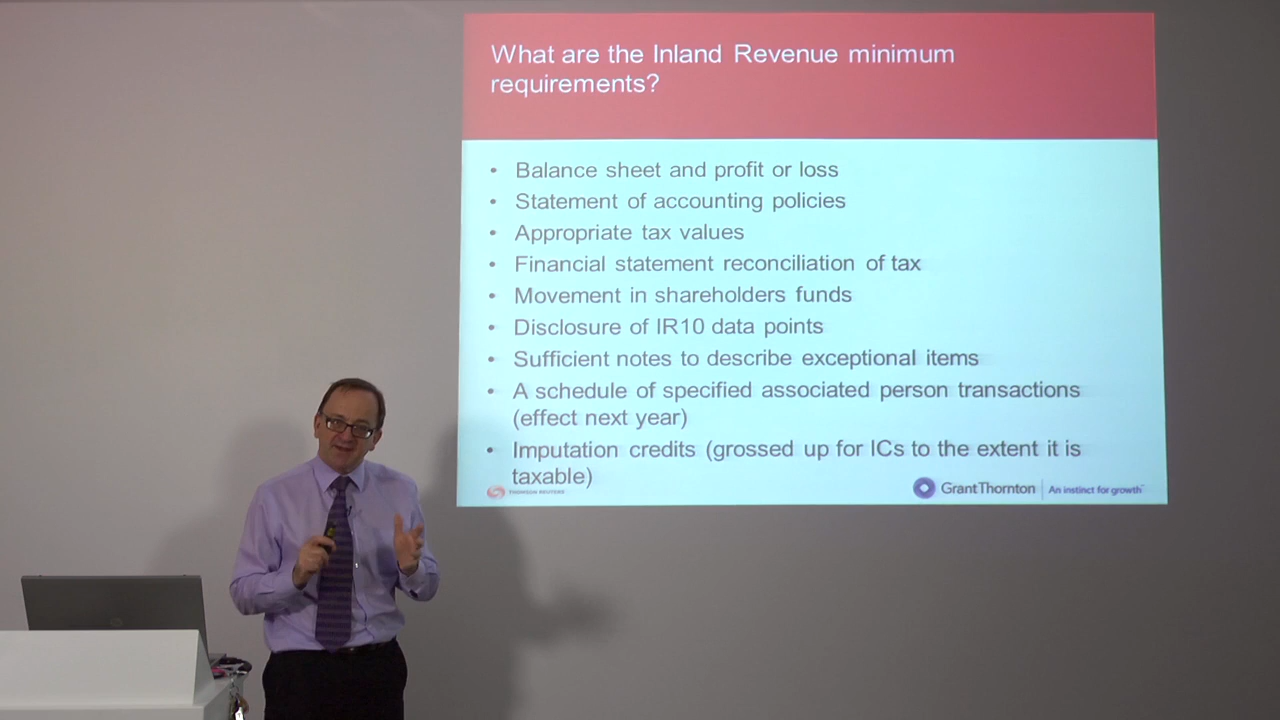 What are the Inland Revenue minimum
requirements?
• Balance sheet and profit or loss
• Statement of accounting policies
• Appropriate tax values
• Financial statement reconciliation of tax
• Movement in shareholders funds
• Disclosure of IR10 data points
• Sufficient notes to describe exceptional items
• A schedule of specified associated person transactions
(effect next year)
• Imputation credits (grossed up for ICs to the extent it is
taxable)
THOMSON REUTERS
GrantThornton | An instinct for growth™